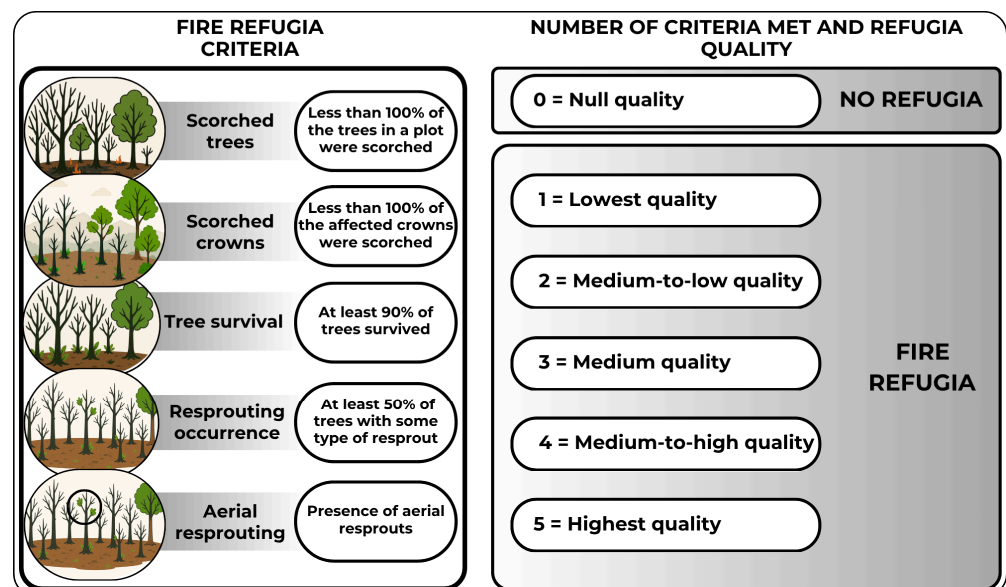 FIRE REFUGIA
CRITERIA
Scorched
trees
Less than 100% of
the trees in a plot
were scorched
Scorched
crowns
Less than 100% of
the affected crowns
were scorched
Tree survival
At least 90% of
trees survived
Resprouting
occurrence
At least 50% of
trees with some
type of resprout
Aerial
resprouting
Presence of aerial
resprouts
NUMBER OF CRITERIA MET AND REFUGIA
QUALITY
0 = Null quality
NO REFUGIA
1 = Lowest quality
2 = Medium-to-low quality
3 = Medium quality
4 = Medium-to-high quality
5 = Highest quality
FIRE
REFUGIA